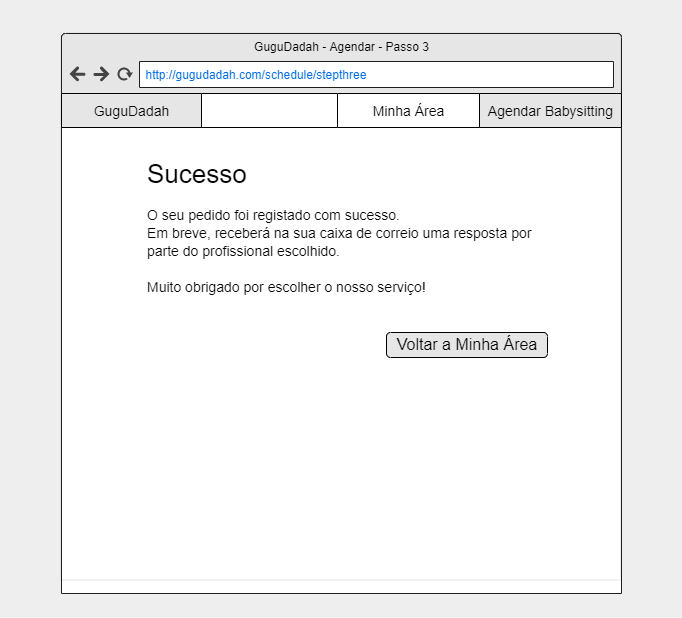 GuguDadah - Agendar - Passo 3
http://gugudadah.com/schedule/stepthree
GuguDadah Minha Área Agendar Babysitting
Sucesso
O seu pedido foi registado com sucesso.
Em breve, receberá na sua caixa de correio uma resposta por
parte do profissional escolhido.
Muito obrigado por escolher o nosso serviço!
Voltar a Minha Área